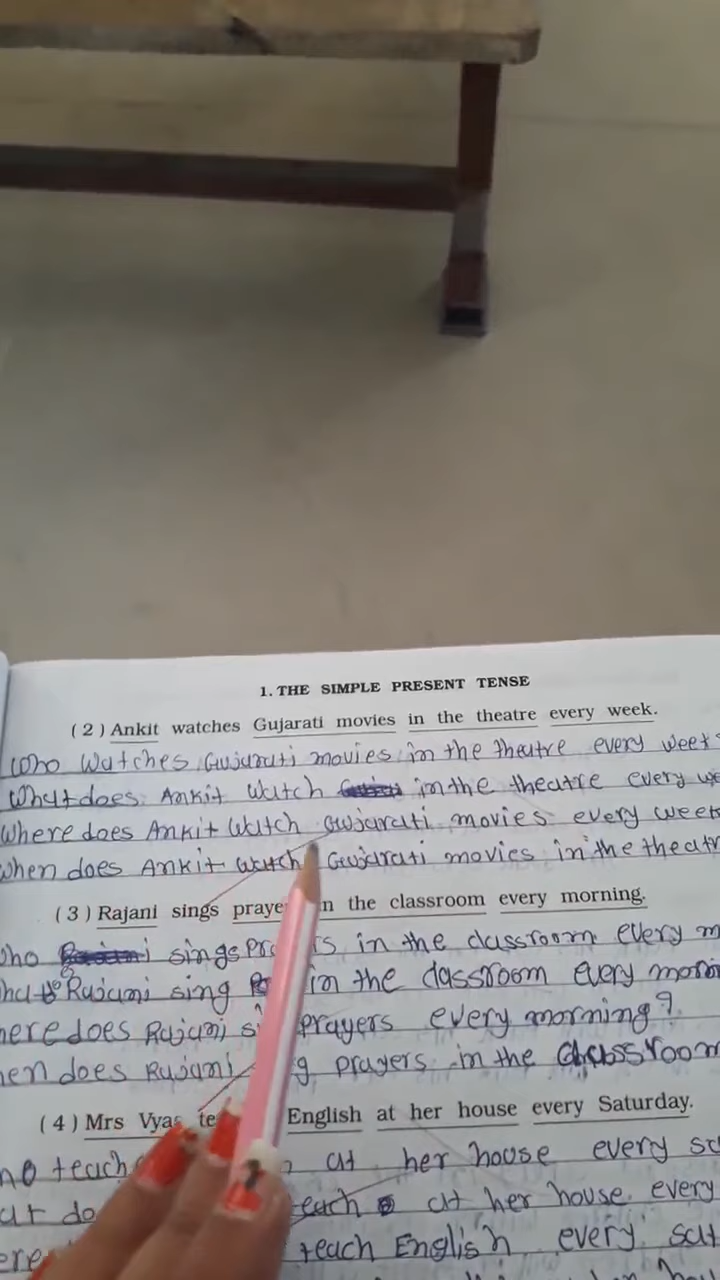 1. THE SIMPLE PRESENT TENSE
(2) Ankit watches Gujarati movies in the theatre every week.
Who Watches Gujarati movies in the theatre every week
What does Ankit Watch in the theatre every
Where does Ankit Watch Gujarati movies every week
When does Ankit Watch Gujarati movies in the
(3) Rajani sings in the classroom every morning.
sings in the classroom every
Rajani sing in the classroom every
does Rajani prayers every morning?
does Rajani prayers in the classroom
(4) Mrs Vyas English at her house every Saturday.
teach at her house every
teach at her house every
teach English every